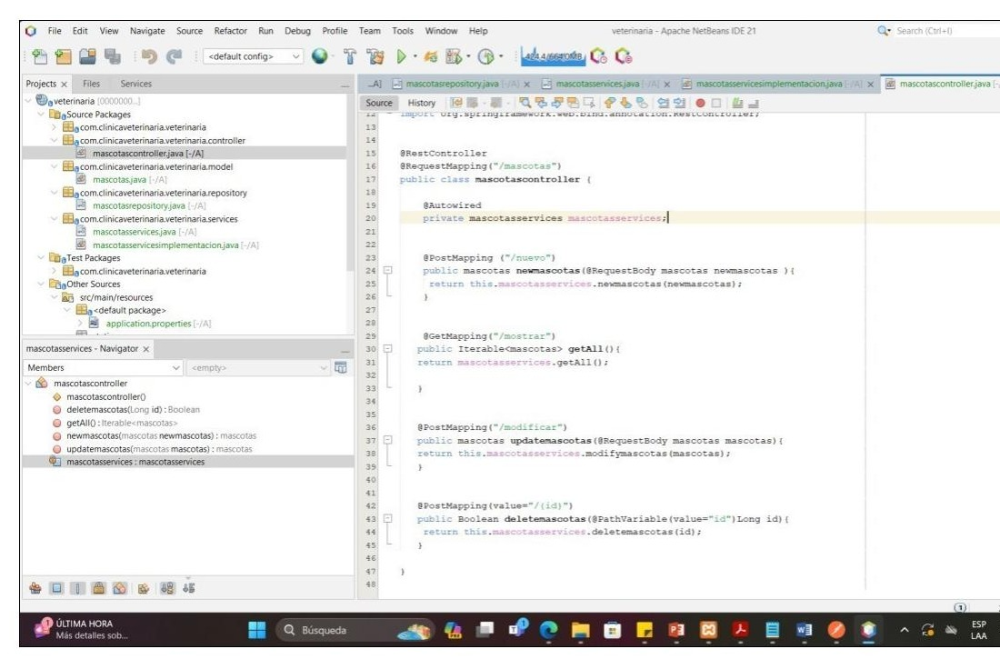 File Edit View Navigate Source Refactor Run Debug Profile Team Tools Window Help veterinaria - Apache NetBeans IDE 21 Search (Ctrl+I)
<default config>
Projects x Files Services
mascotasrepository.java [-/A] x mascotasservices.java [-/A] x mascotasservicesimplementacion.java [-/A] x mascotascontroller.java [-/
Source History
veterinaria [0000000...]
Source Packages
com.clinicaveterinaria.veterinaria
com.clinicaveterinaria.veterinaria.controller
mascotascontroller.java [-/A]
com.clinicaveterinaria.veterinaria.model
mascotas.java [-/A]
com.clinicaveterinaria.veterinaria.repository
mascotasrepository.java [-/A]
com.clinicaveterinaria.veterinaria.services
mascotasservices.java [-/A]
mascotasservicesimplementacion.java [-/A]
Test Packages
com.clinicaveterinaria.veterinaria
Other Sources
src/main/resources
<default package>
application.properties [-/A]
mascotasservices - Navigator x
Members <empty>
mascotascontroller
mascotascontroller()
deletemascotas(Long id) : Boolean
getAll() : Iterable<mascotas>
newmascotas(mascotas newmascotas) : mascotas
updatemascotas(mascotas mascotas) : mascotas
mascotasservices : mascotasservices
12 import org.springframework.web.bind.annotation.RestController;
13
14
15 @RestController
16 @RequestMapping("/mascotas")
17 public class mascotascontroller {
18
19 @Autowired
20 private mascotasservices mascotasservices;
21
22
23 @PostMapping ("/nuevo")
24 public mascotas newmascotas(@RequestBody mascotas newmascotas ){
25 return this.mascotasservices.newmascotas(newmascotas);
26 }
27
28
29 @GetMapping("/mostrar")
30 public Iterable<mascotas> getAll(){
31 return mascotasservices.getAll();
32
33 }
34
35
36 @PostMapping("/modificar")
37 public mascotas updatemascotas(@RequestBody mascotas mascotas){
38 return this.mascotasservices.modifymascotas(mascotas);
39 }
40
41
42 @PostMapping(value="/{id}")
43 public Boolean deletemascotas(@PathVariable(value="id")Long id){
44 return this.mascotasservices.deletemascotas(id);
45 }
46
47 }
48
(1)
1 ÚLTIMA HORA
Más detalles sob...
Búsqueda
ESP
LAA